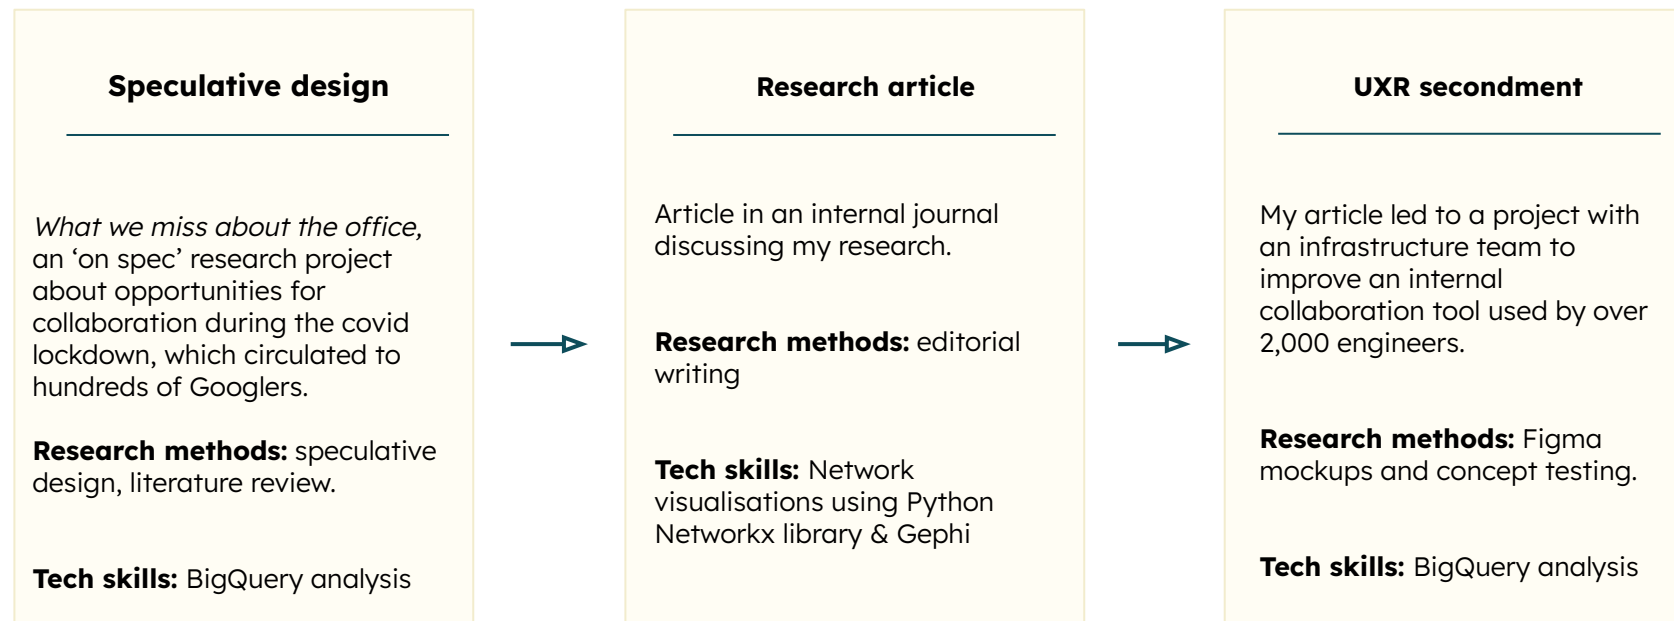 Speculative design
What we miss about the office,
an ‘on spec’ research project
about opportunities for
collaboration during the covid
lockdown, which circulated to
hundreds of Googlers.
Research methods: speculative
design, literature review.
Tech skills: BigQuery analysis
Research article
Article in an internal journal
discussing my research.
Research methods: editorial
writing
Tech skills: Network
visualisations using Python
Networkx library & Gephi
UXR secondment
My article led to a project with
an infrastructure team to
improve an internal
collaboration tool used by over
2,000 engineers.
Research methods: Figma
mockups and concept testing.
Tech skills: BigQuery analysis